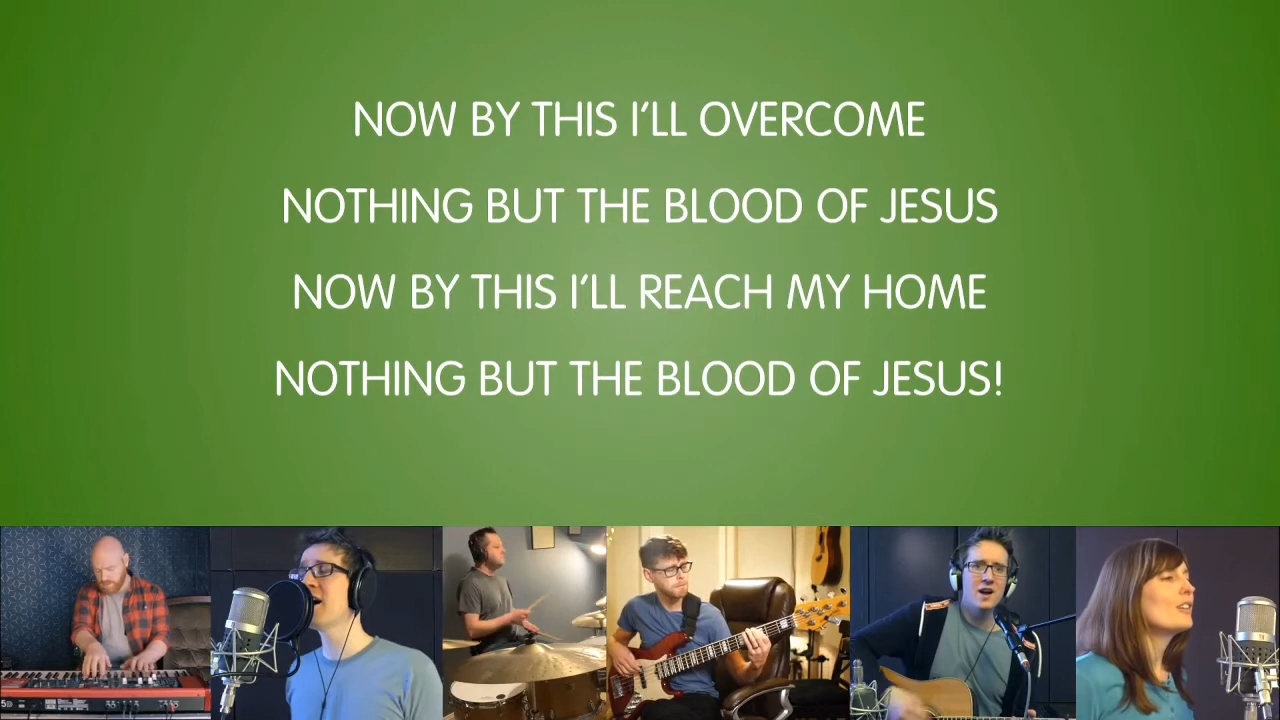 NOW BY THIS I'LL OVERCOME
NOTHING BUT THE BLOOD OF JESUS
NOW BY THIS I'LL REACH MY HOME
NOTHING BUT THE BLOOD OF JESUS!